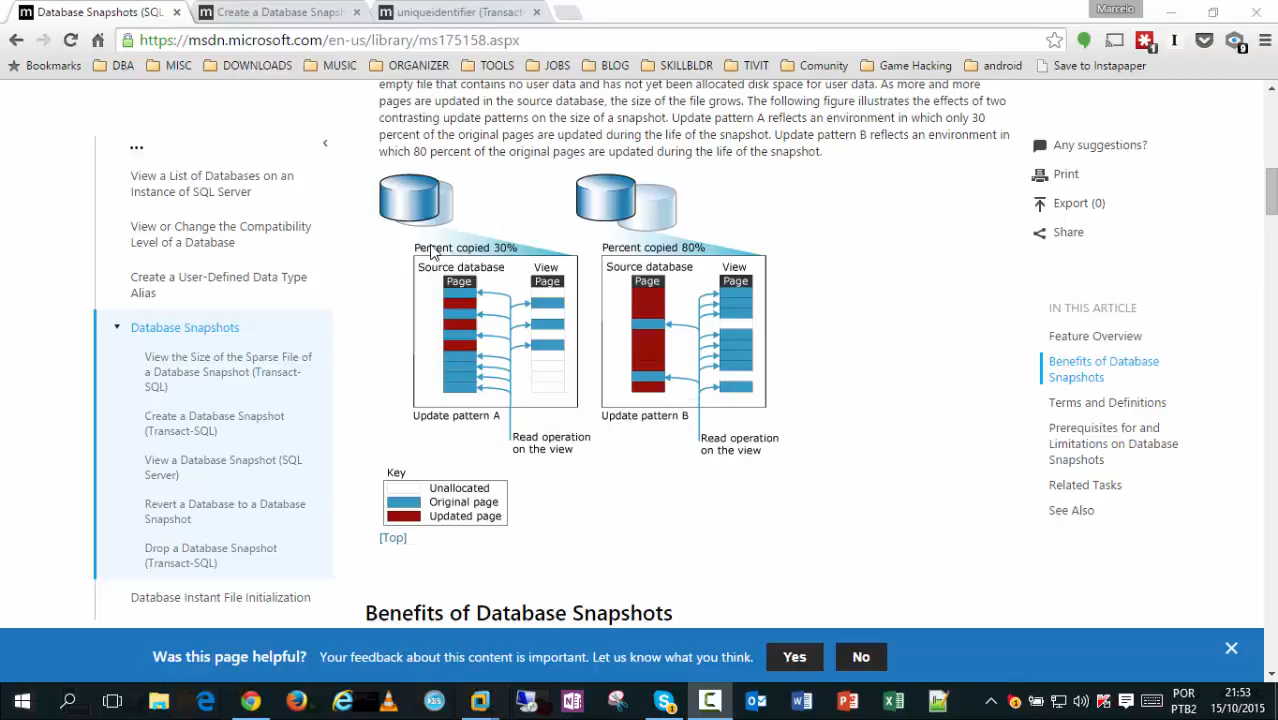 Database Snapshots (SQL
Create a Database Snapsh
uniqueidentifier (Transact
Marcelo
https://msdn.microsoft.com/en-us/library/ms175158.aspx
Bookmarks
DBA
MISC
DOWNLOADS
MUSIC
ORGANIZER
TOOLS
JOBS
BLOG
SKILLBLDR
TIVIT
Comunity
Game Hacking
android
Save to Instapaper
empty file that contains no user data and has not yet been allocated disk space for user data. As more and more
pages are updated in the source database, the size of the file grows. The following figure illustrates the effects of two
contrasting update patterns on the size of a snapshot. Update pattern A reflects an environment in which only 30
percent of the original pages are updated during the life of the snapshot. Update pattern B reflects an environment in
which 80 percent of the original pages are updated during the life of the snapshot.
...
View a List of Databases on an
Instance of SQL Server
View or Change the Compatibility
Level of a Database
Create a User-Defined Data Type
Alias
Database Snapshots
View the Size of the Sparse File of
a Database Snapshot (Transact-
SQL)
Create a Database Snapshot
(Transact-SQL)
View a Database Snapshot (SQL
Server)
Revert a Database to a Database
Snapshot
Drop a Database Snapshot
(Transact-SQL)
Database Instant File Initialization
Percent copied 30%
Source database
View
Page
Page
Update pattern A
Read operation
on the view
Percent copied 80%
Source database
View
Page
Page
Update pattern B
Read operation
on the view
Key
Unallocated
Original page
Updated page
[Top]
Benefits of Database Snapshots
Any suggestions?
Print
Export (0)
Share
IN THIS ARTICLE
Feature Overview
Benefits of Database
Snapshots
Terms and Definitions
Prerequisites for and
Limitations on Database
Snapshots
Related Tasks
See Also
Was this page helpful?
Your feedback about this content is important. Let us know what you think.
Yes
No
POR
PTB2
21:53
15/10/2015